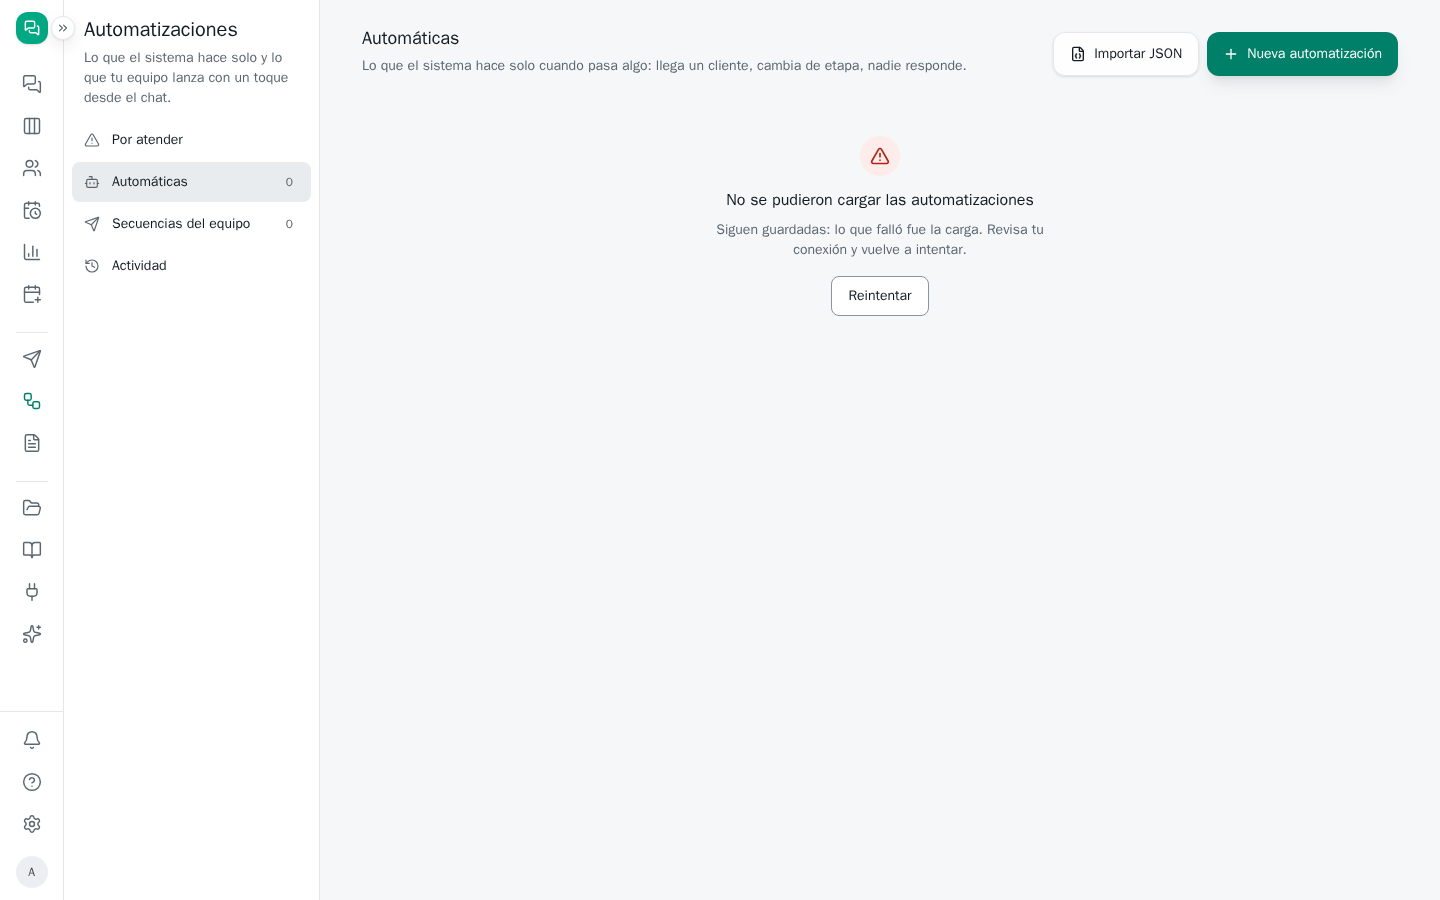 Automatizaciones
Lo que el sistema hace solo y lo
que tu equipo lanza con un toque
desde el chat.
Por atender
Automáticas 0
Secuencias del equipo 0
Actividad
A
Automáticas
Lo que el sistema hace solo cuando pasa algo: llega un cliente, cambia de etapa, nadie responde.
Importar JSON
Nueva automatización
No se pudieron cargar las automatizaciones
Siguen guardadas: lo que falló fue la carga. Revisa tu
conexión y vuelve a intentar.
Reintentar